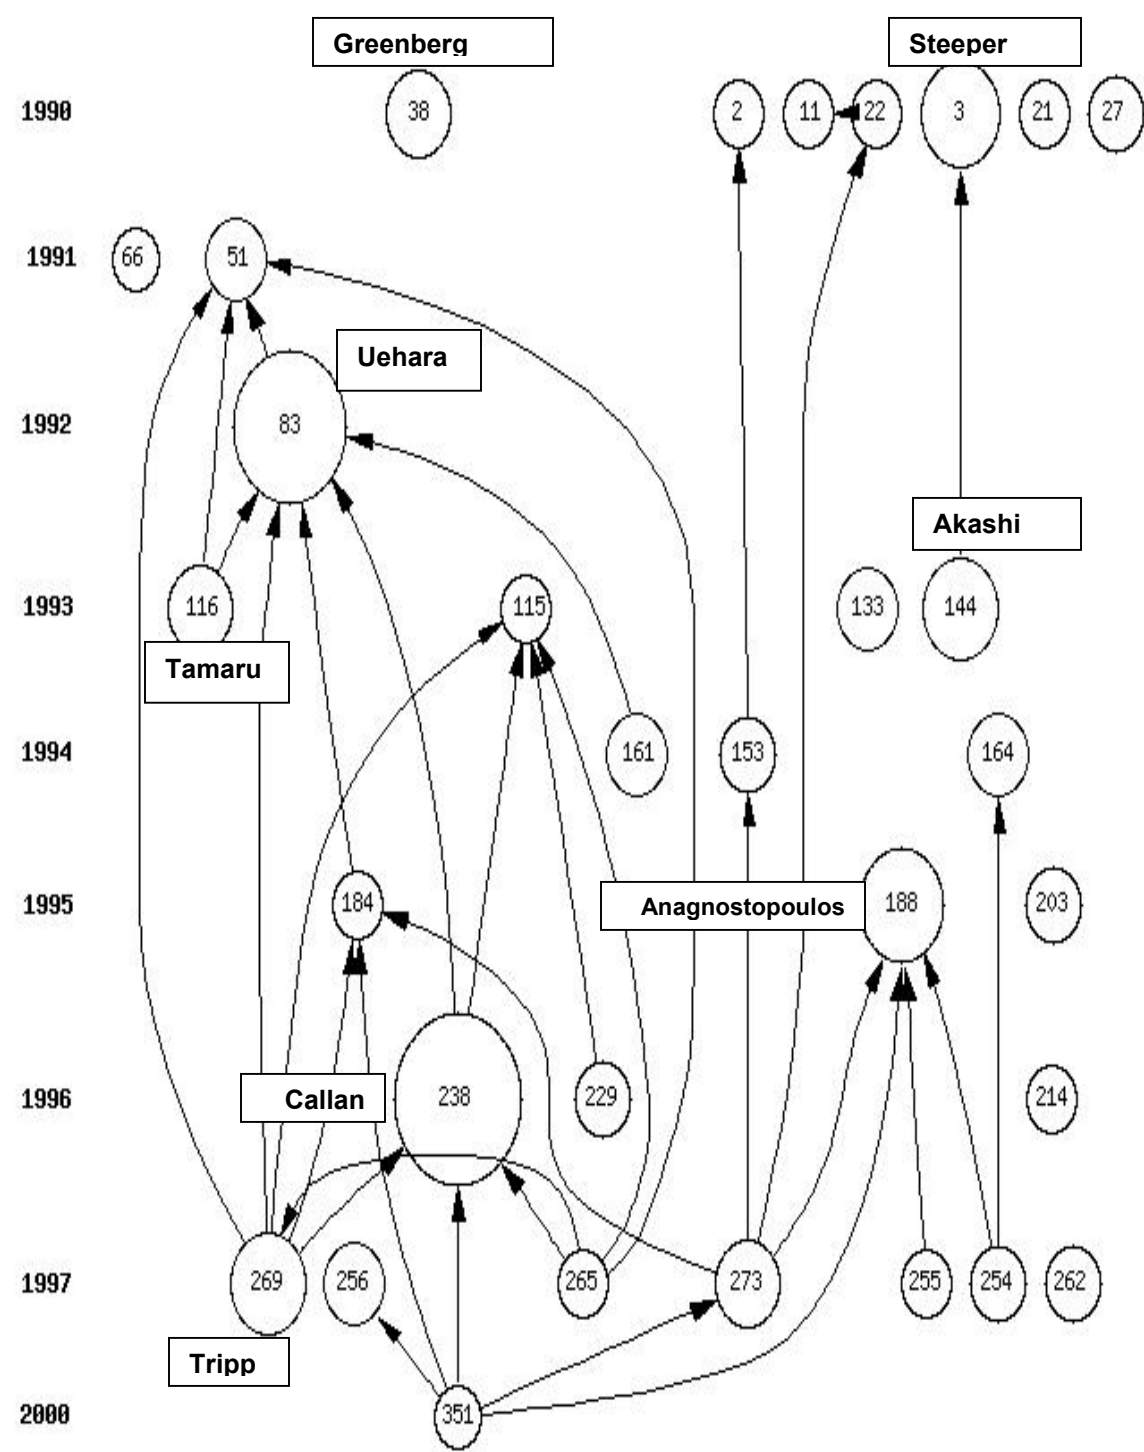 Greenberg Steeper
1990 38 2 11 22 3 21 27
1991 66 51
Uehara
1992 83
Akashi
1993 116 115 133 144
Tamaru
1994 161 153 164
1995 184 Anagnostopoulos 188 203
1996 Callan 238 229 214
1997 269 256 265 273 255 254 262
Tripp
2000 351